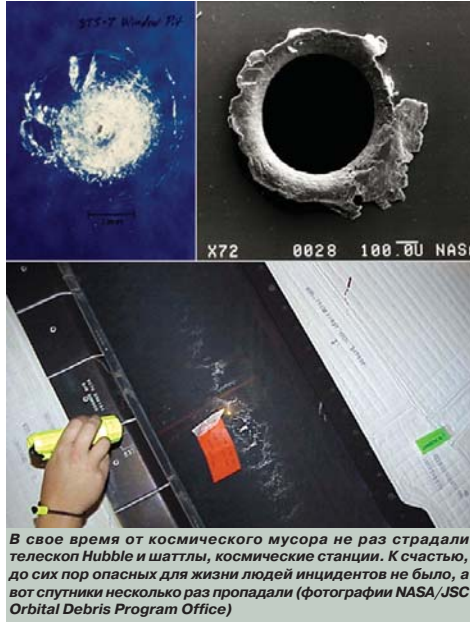 STS-7 Window Pit
X72 0028 100.0U NASA
В свое время от космического мусора не раз страдали
телескоп Hubble и шаттлы, космические станции. К счастью,
до сих пор опасных для жизни людей инцидентов не было, а
вот спутники несколько раз пропадали (фотографии NASA/JSC
Orbital Debris Program Office)